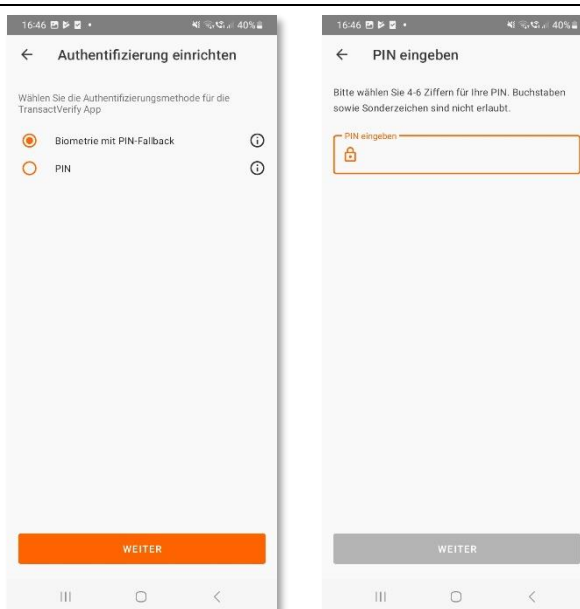 16:46
40%
Authentifizierung einrichten
Wählen Sie die Authentifizierungsmethode für die
TransactVerify App
Biometrie mit PIN-Fallback
PIN
WEITER
16:46
40%
PIN eingeben
Bitte wählen Sie 4-6 Ziffern für Ihre PIN. Buchstaben
sowie Sonderzeichen sind nicht erlaubt.
PIN eingeben
WEITER